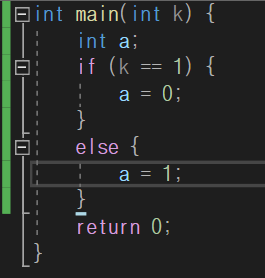 int main(int k) {
    int a;
    if (k == 1) {
        a = 0;
    }
    else {
        a = 1;
    }
    return 0;
}